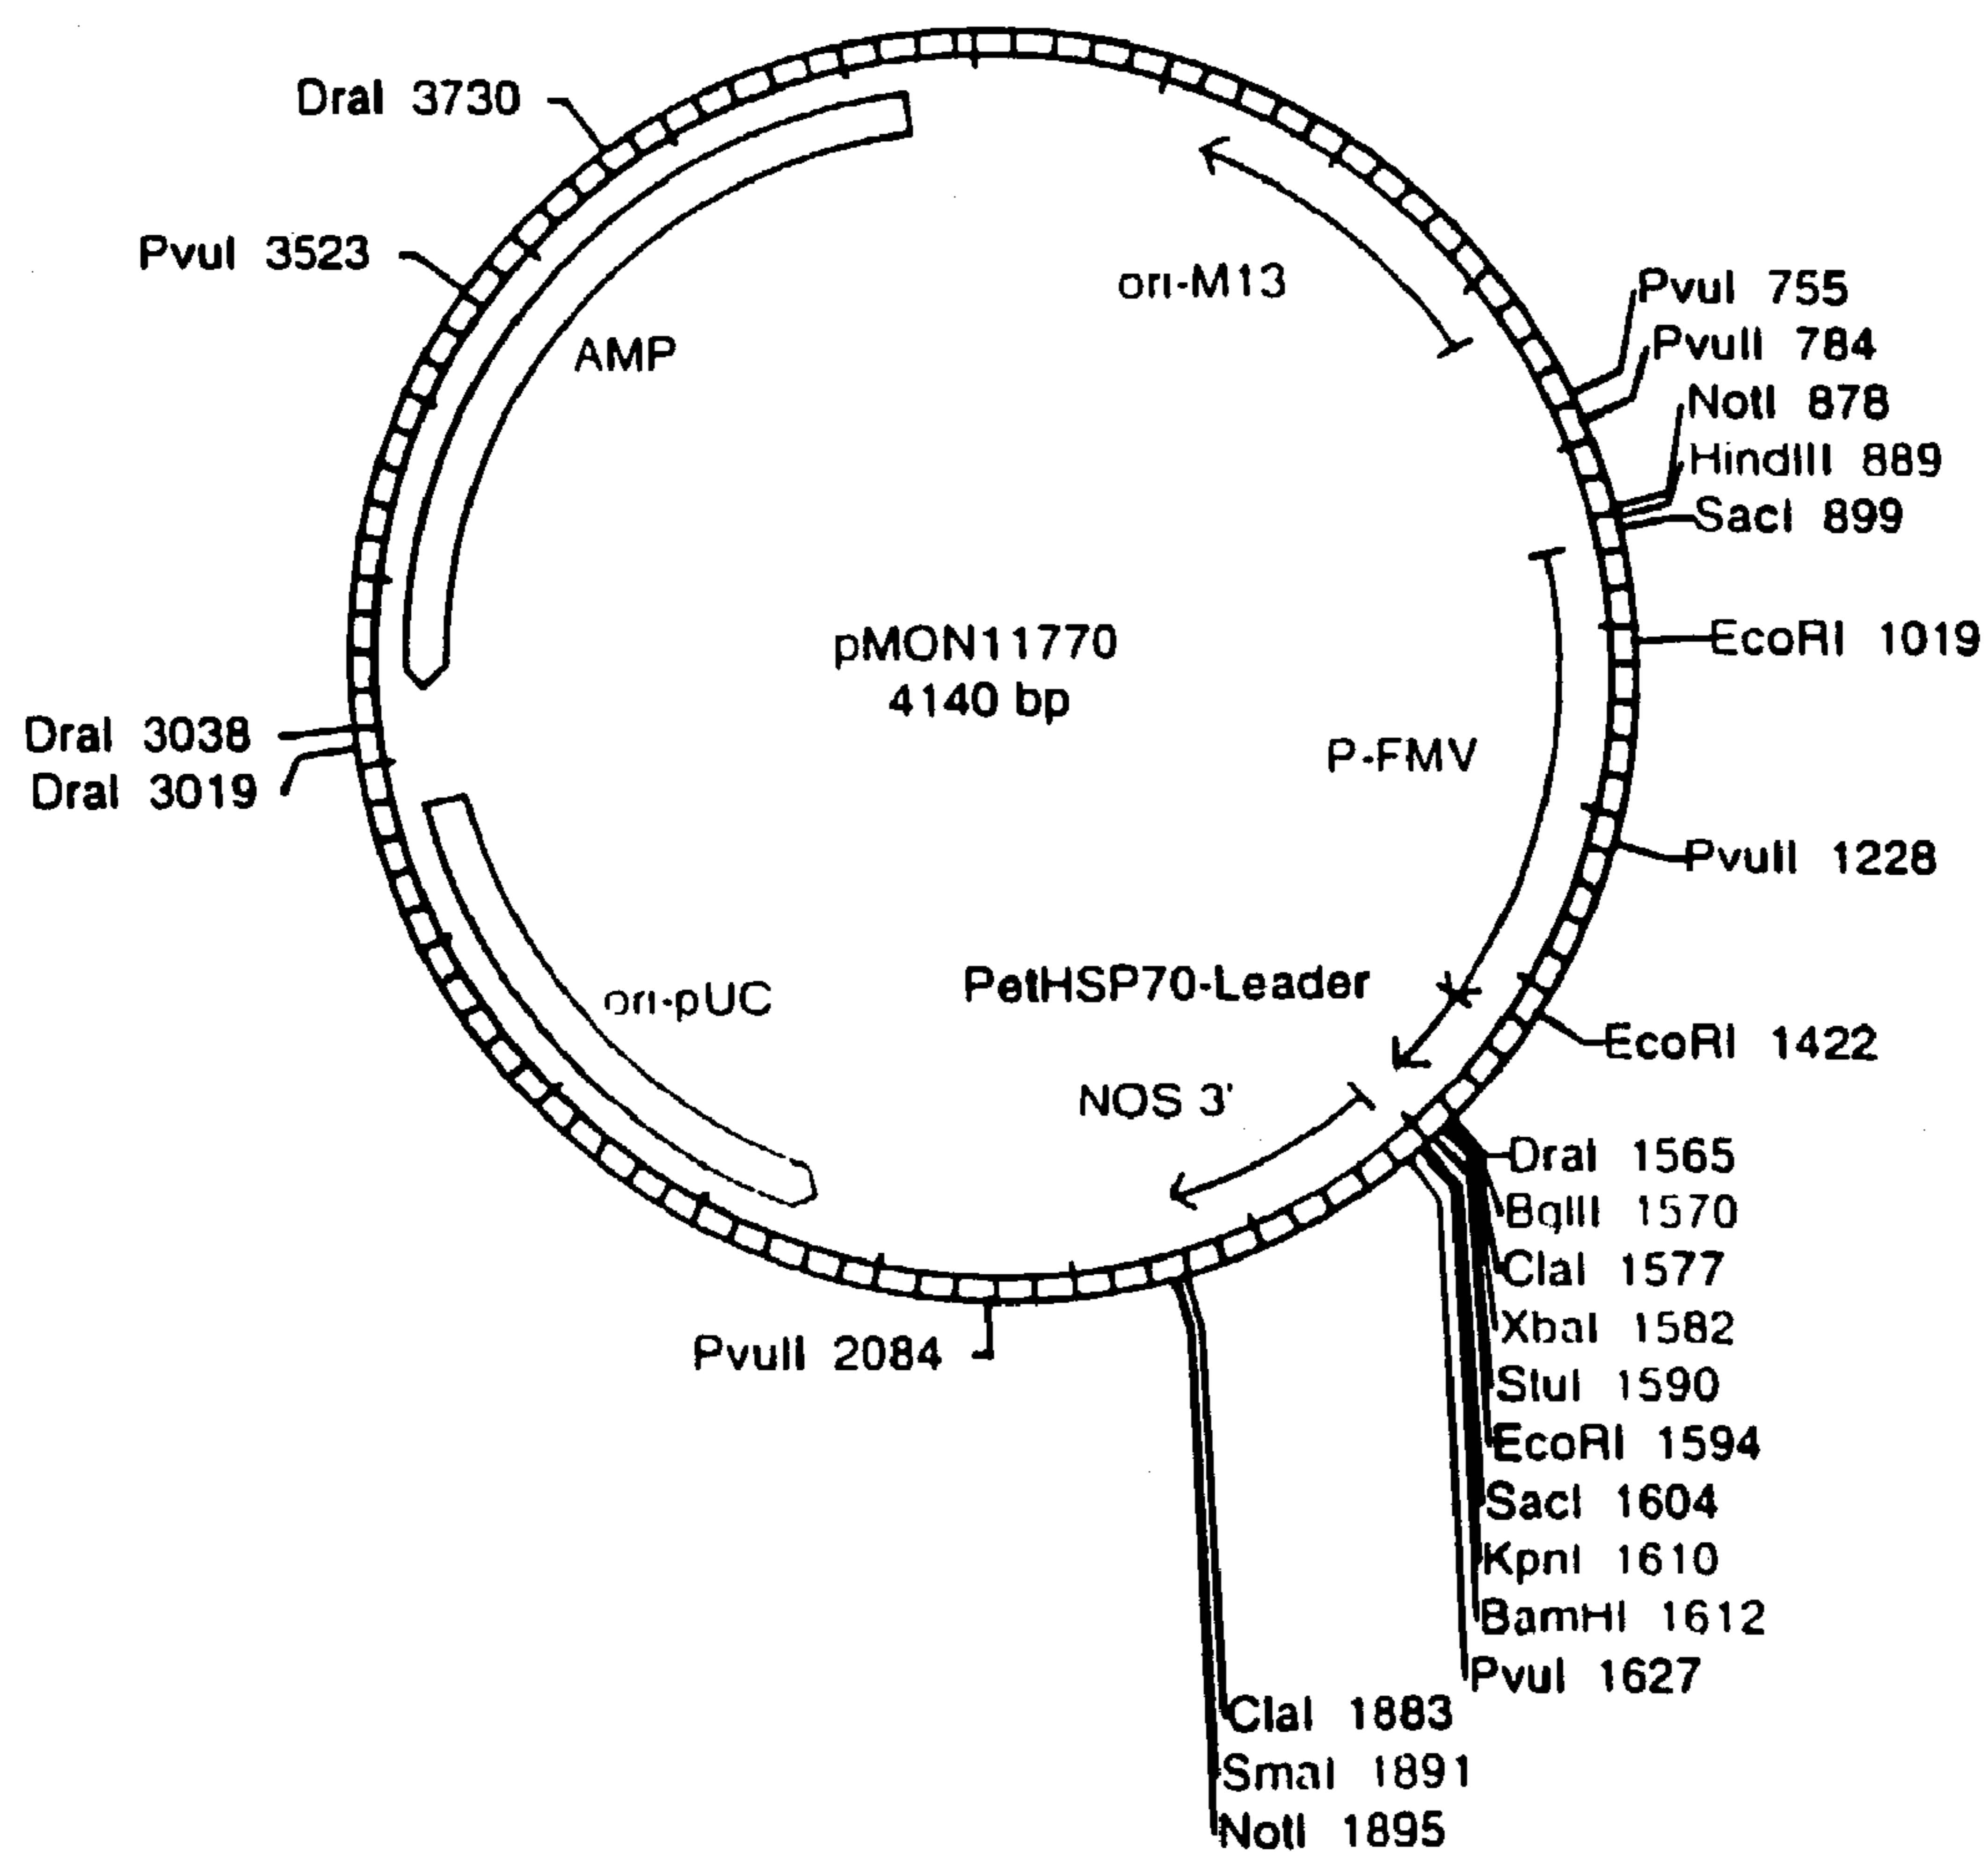 DraI 3730
PvuI 3523
AMP
ori-M13
PvuI 755
PvuII 784
NotI 878
HindIII 889
SacI 899
EcoRI 1019
pMON11770
4140 bp
P-FMV
DraI 3038
DraI 3019
PvuII 1228
PetHSP70-Leader
ori-pUC
EcoRI 1422
NOS 3'
DraI 1565
BglII 1570
ClaI 1577
XbaI 1582
StuI 1590
EcoRI 1594
SacI 1604
KpnI 1610
BamHI 1612
PvuI 1627
PvuII 2084
ClaI 1883
SmaI 1891
NotI 1895